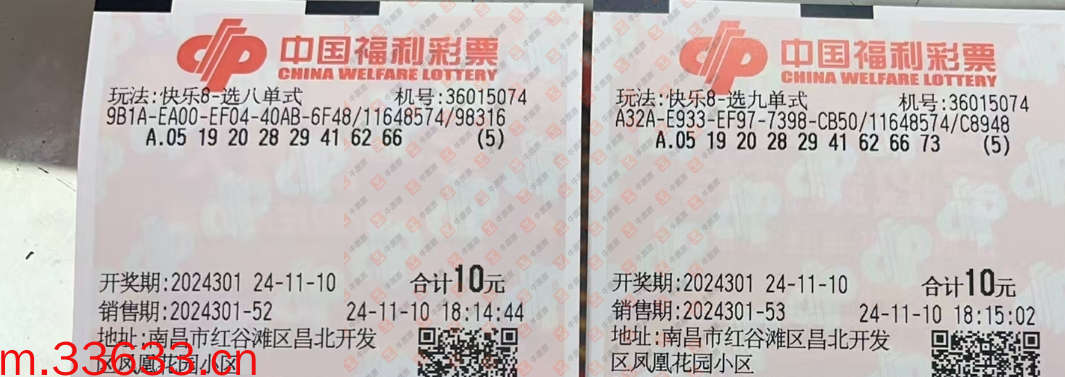 中国福利彩票
CHINA WELFARE LOTTERY
玩法:快乐8-选八单式 机号:36015074
9B1A-EA00-EF04-40AB-6F48/11648574/98316
A.05 19 20 28 29 41 62 66 (5)
开奖期:2024301 24-11-10 合计10元
销售期:2024301-52 24-11-10 18:14:44
地址:南昌市红谷滩区昌北开发
区凤凰花园小区
中国福利彩票
CHINA WELFARE LOTTERY
玩法:快乐8-选九单式 机号:36015074
A32A-E933-EF97-7398-CB50/11648574/C8948
A.05 19 20 28 29 41 62 66 73 (5)
开奖期:2024301 24-11-10 合计10元
销售期:2024301-53 24-11-10 18:15:02
地址:南昌市红谷滩区昌北开发
区凤凰花园小区
m.33633.cn